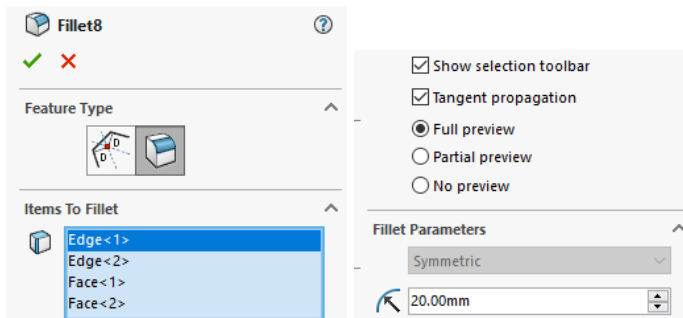 Fillet8
Feature Type
D
D
Items To Fillet
Edge<1>
Edge<2>
Face<1>
Face<2>
Show selection toolbar
Tangent propagation
Full preview
Partial preview
No preview
Fillet Parameters
Symmetric
20.00mm